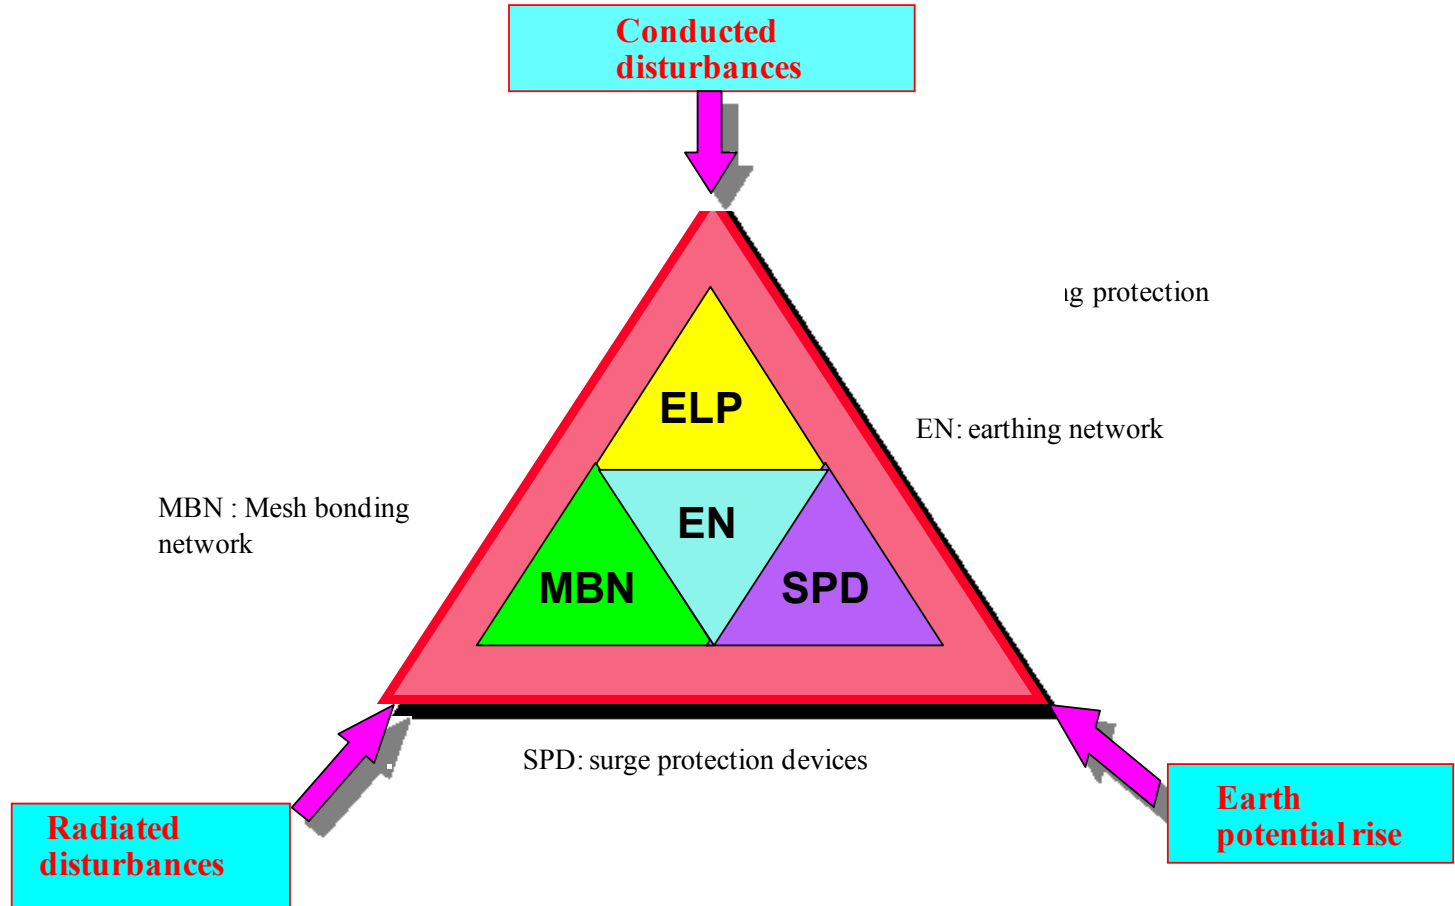 Conducted
disturbances
protection
ELP
EN: earthing network
MBN : Mesh bonding
network
EN
MBN
SPD
SPD: surge protection devices
Radiated
disturbances
Earth
potential rise